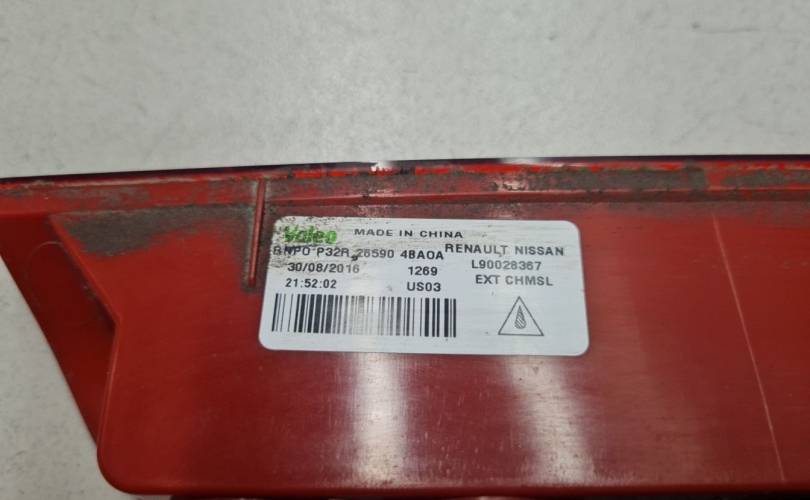 Valeo MADE IN CHINA
RNPO P32R 26590 4BA0A RENAULT NISSAN
30/08/2016 1269 L90028367
21:52:02 US03 EXT CHMSL